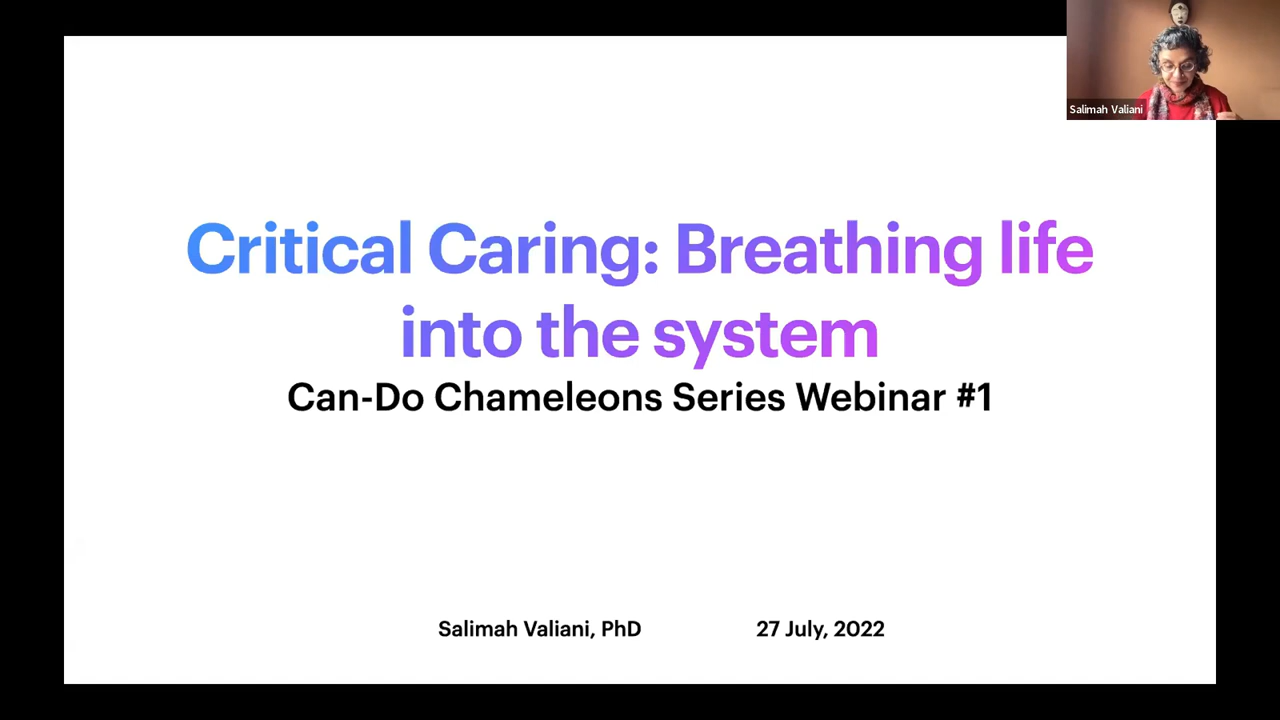 Salimah Valiani
Critical Caring: Breathing life
into the system
Can-Do Chameleons Series Webinar #1
Salimah Valiani, PhD
27 July, 2022